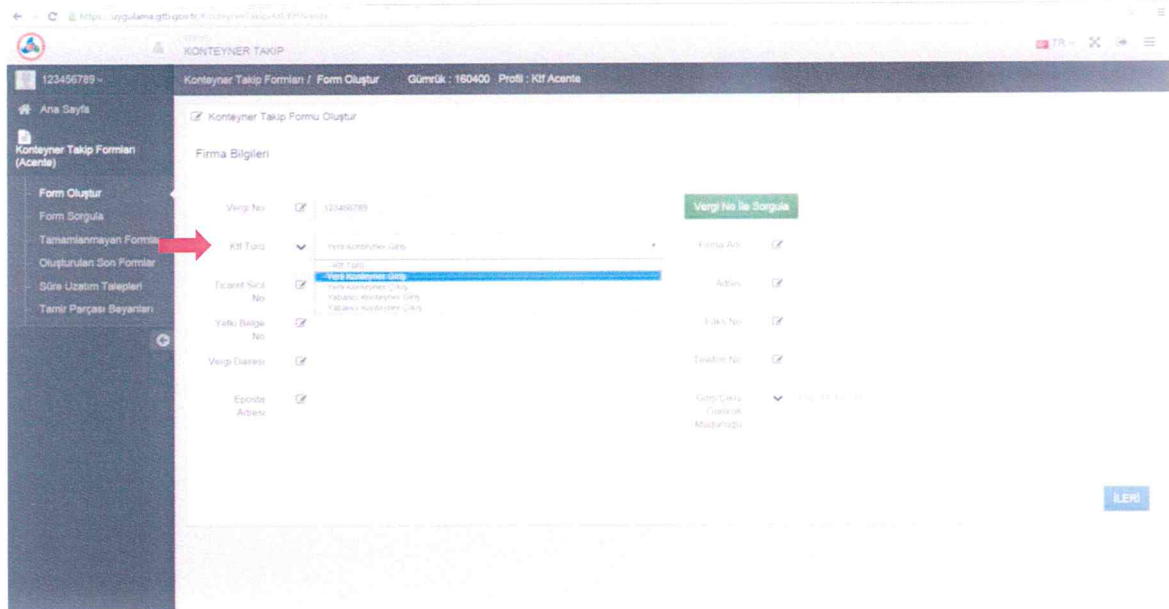 KONTEYNER TAKIP
TR
123456789
Konteyner Takip Formları / Form Oluştur Gümrük : 160400 Profil : Ktf Acente
Ana Sayfa
Konteyner Takip Formları
(Acente)
Form Oluştur
Form Sorgula
Tamamlanmayan Formlar
Oluşturulan Son Formlar
Süre Uzatım Talepleri
Tamir Parçası Beyanları
Konteyner Takip Formu Oluştur
Firma Bilgileri
Vergi No
123456789
Vergi No İle Sorgula
Ktf Türü
Yerli Konteyner Giriş
Ktf Türü
Yerli Konteyner Giriş
Yerli Konteyner Çıkış
Yabancı Konteyner Giriş
Yabancı Konteyner Çıkış
Firma Adı
Ticaret Sicil
No
Adres
Yetki Belge
No
Faks No
Vergi Dairesi
Telefon No
Eposta
Adresi
Giriş/Çıkış
Gümrük
Müdürlüğü
İLERİ